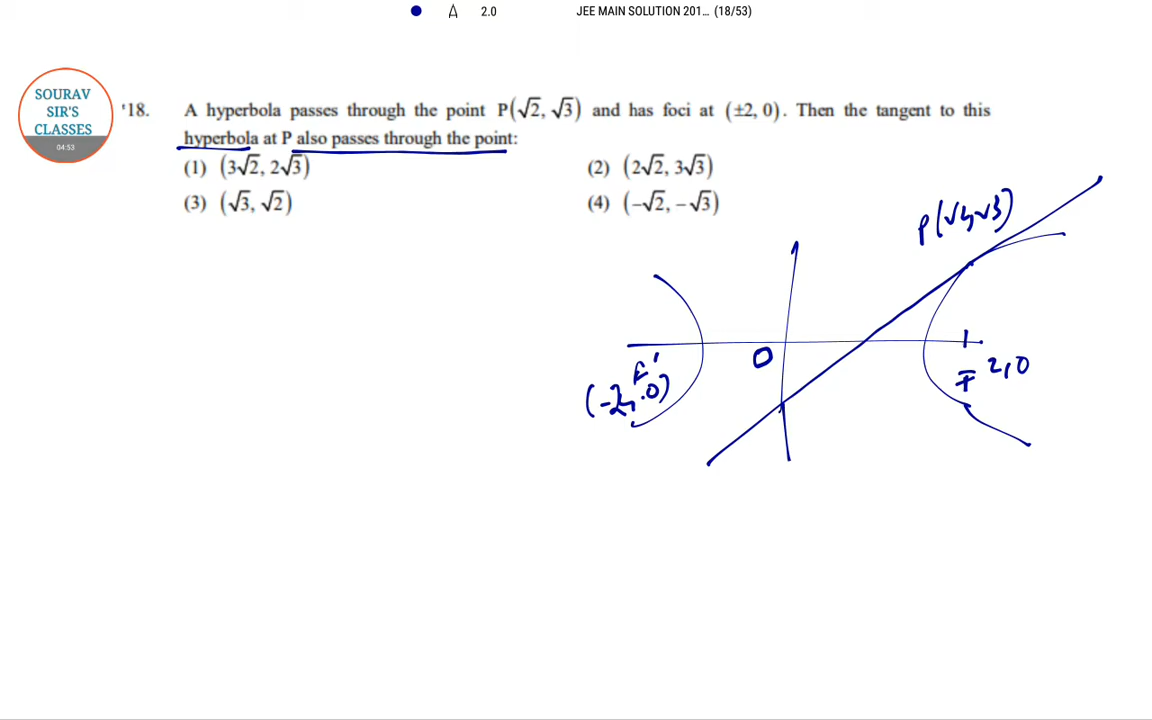 2.0 JEE MAIN SOLUTION 201... (18/53)
SOURAV
SIR'S
CLASSES
04:53
'18. A hyperbola passes through the point P(√2, √3) and has foci at (±2, 0). Then the tangent to this
hyperbola at P also passes through the point:
(1) (3√2, 2√3) (2) (2√2, 3√3)
(3) (√3, √2) (4) (−√2, −√3)
P(√2,√3)
O
F'
(-2,0)
F 2,0